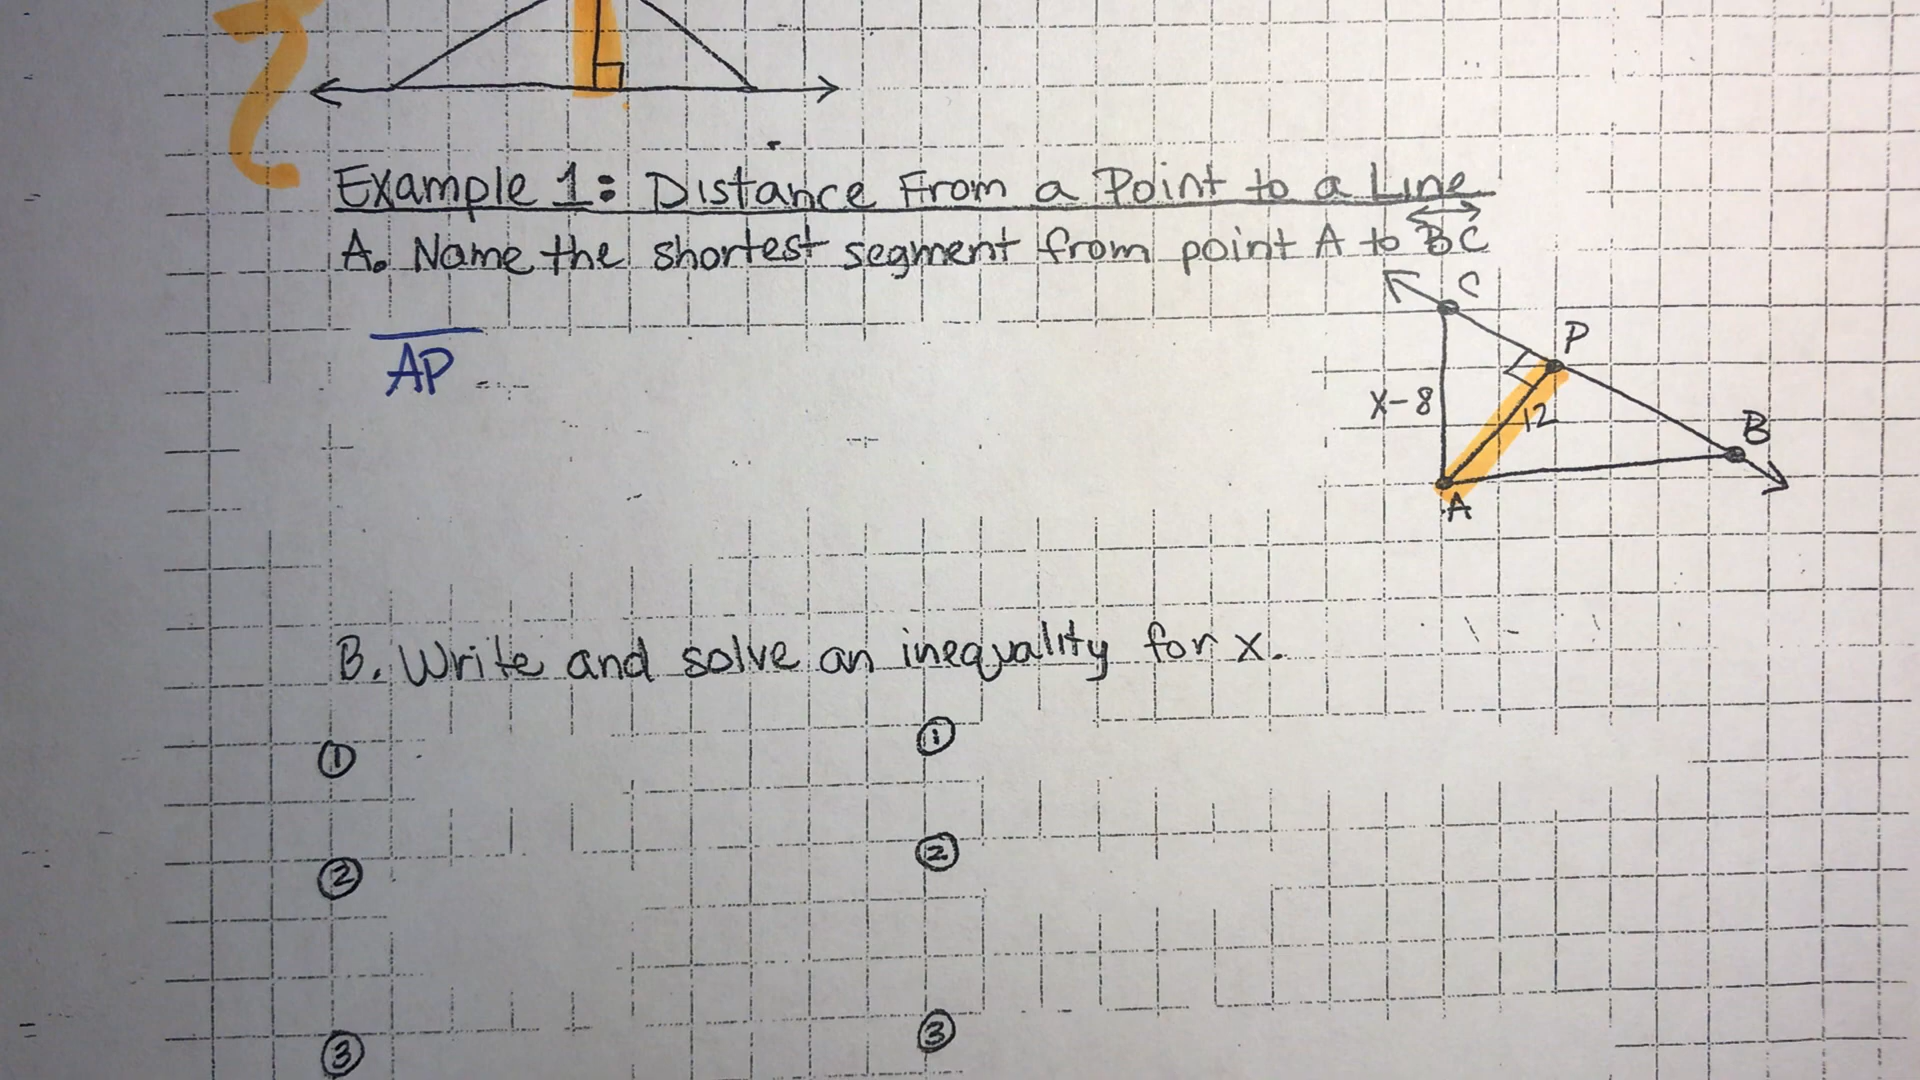 Example 1: Distance From a Point to a Line
A. Name the shortest segment from point A to BC
C
P
AP
x-8
12
B
A
B. Write and solve an inequality for x.
①
①
②
②
③
③